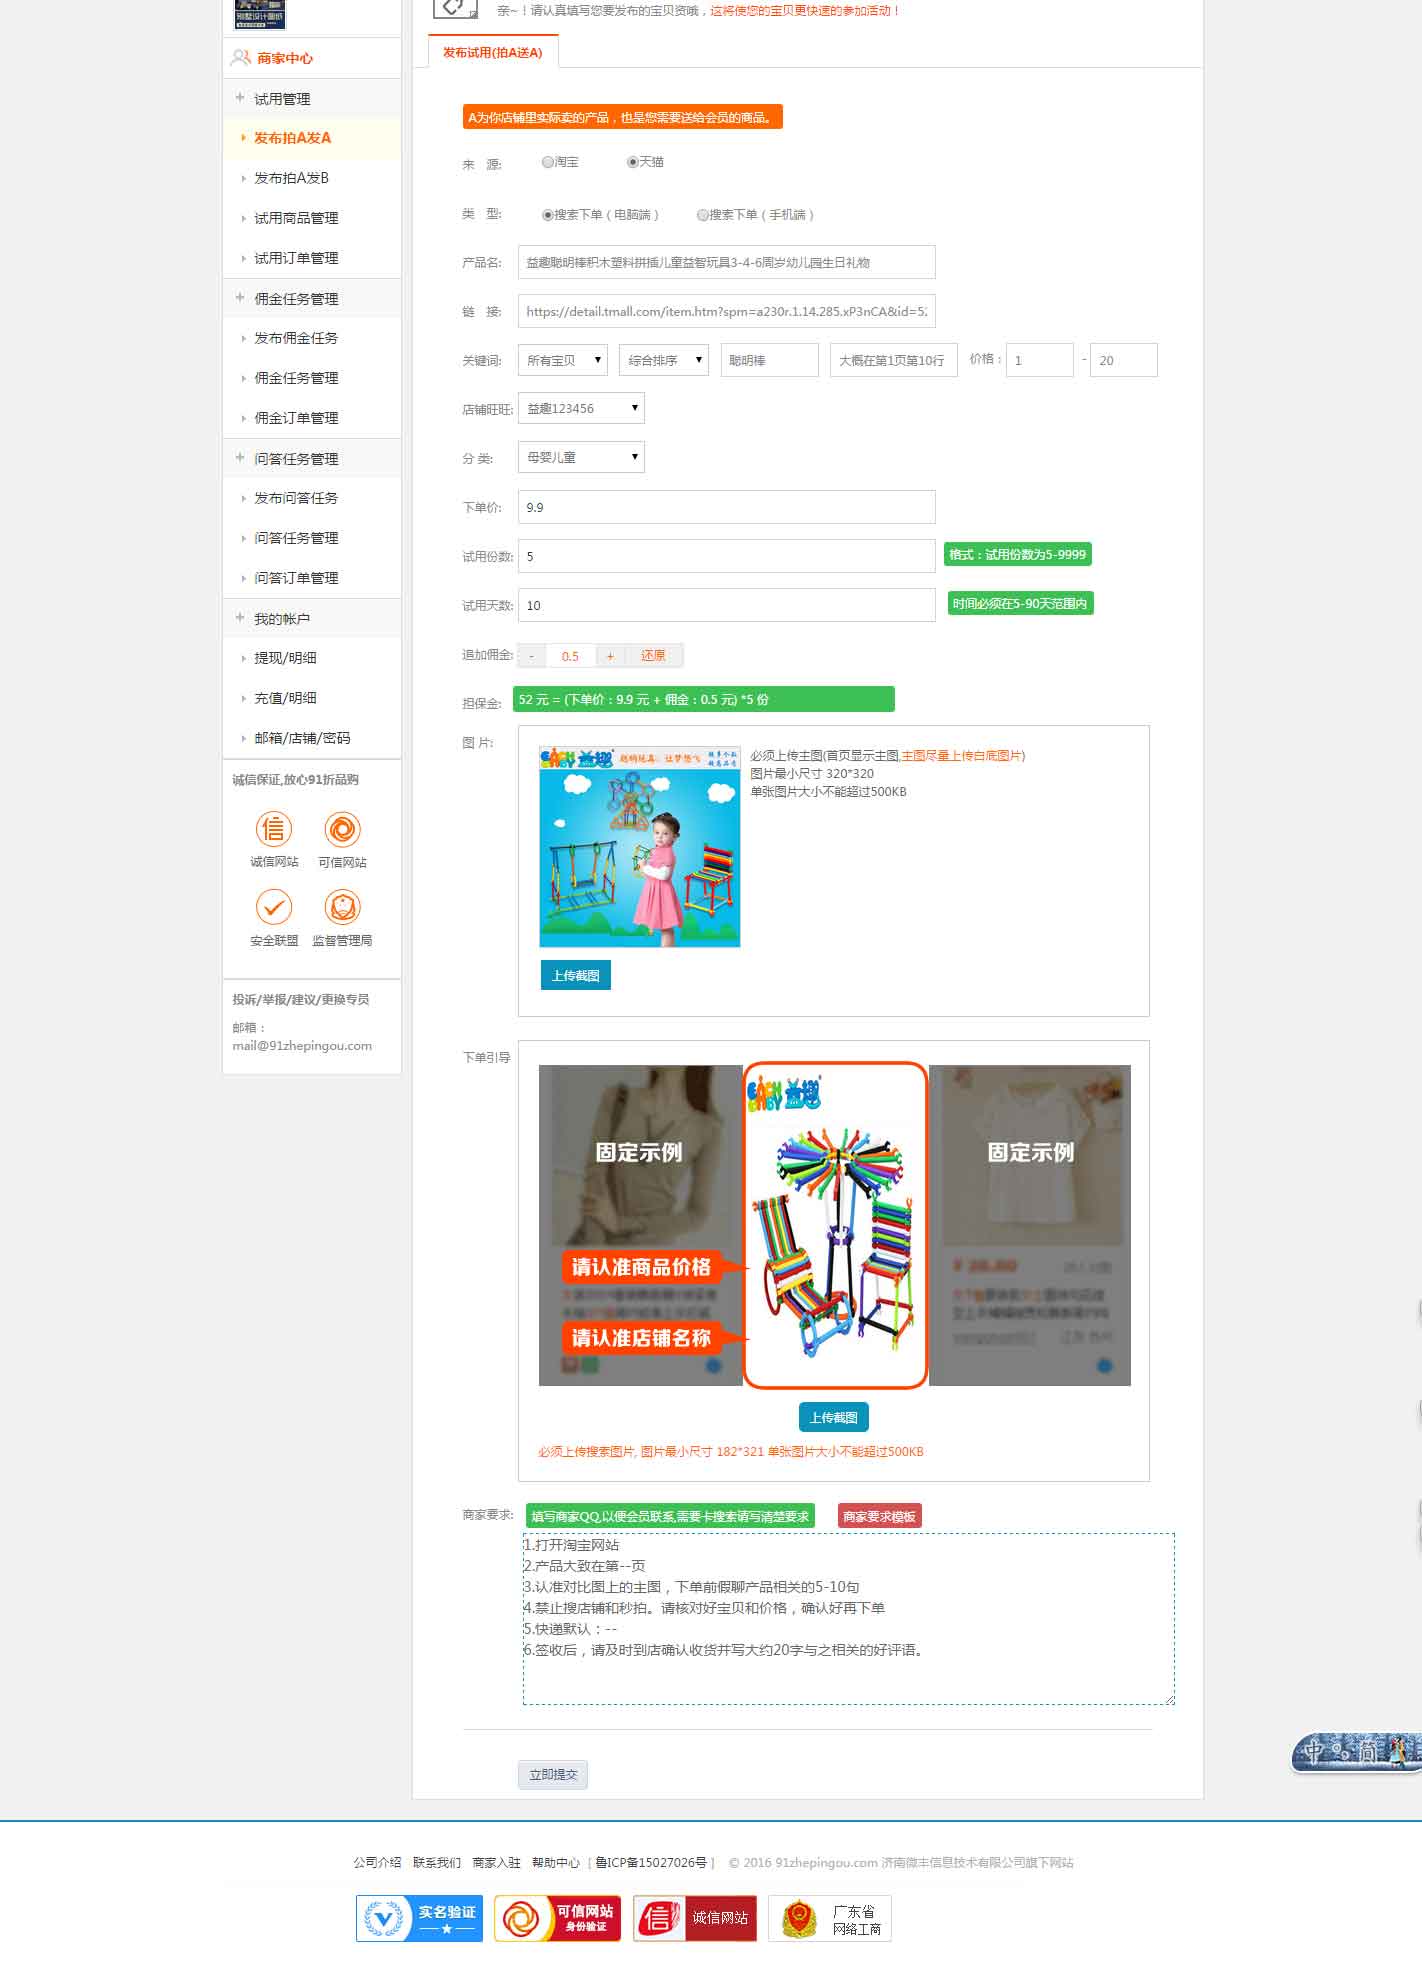 亲~！请认真填写您要发布的宝贝资哦，这将使您的宝贝更快速的参加活动！
商家中心
试用管理
发布拍A发A
发布拍A发B
试用商品管理
试用订单管理
佣金任务管理
发布佣金任务
佣金任务管理
佣金订单管理
问答任务管理
发布问答任务
问答任务管理
问答订单管理
我的帐户
提现/明细
充值/明细
邮箱/店铺/密码
诚信保证,放心91折品购
信
诚信网站 可信网站
安全联盟 监督管理局
投诉/举报/建议/更换专员
邮箱：
mail@91zhepingou.com
发布试用(拍A送A)
A为你店铺里实际卖的产品，也是您需要送给会员的商品。
来 源: 淘宝 天猫
类 型: 搜索下单（电脑端） 搜索下单（手机端）
产品名: 益趣聪明棒积木塑料拼插儿童益智玩具3-4-6周岁幼儿园生日礼物
链 接: https://detail.tmall.com/item.htm?spm=a230r.1.14.285.xP3nCA&id=52
关键词: 所有宝贝 综合排序 聪明棒 大概在第1页第10行 价格： 1 - 20
店铺旺旺: 益趣123456
分 类: 母婴儿童
下单价: 9.9
试用份数: 5 格式：试用份数为5-9999
试用天数: 10 时间必须在5-90天范围内
追加佣金: - 0.5 + 还原
担保金: 52 元 = (下单价：9.9 元 + 佣金：0.5 元) *5 份
图 片:
益趣 聪明玩具，让梦想飞
必须上传主图(首页显示主图,主图尽量上传白底图片)
图片最小尺寸 320*320
单张图片大小不能超过500KB
上传截图
下单引导
益趣
固定示例 固定示例
请认准商品价格
请认准店铺名称
上传截图
必须上传搜索图片, 图片最小尺寸 182*321 单张图片大小不能超过500KB
商家要求: 填写商家QQ,以便会员联系,需要卡搜索请写清楚要求 商家要求模板
1.打开淘宝网站
2.产品大致在第--页
3.认准对比图上的主图，下单前假聊产品相关的5-10句
4.禁止搜店铺和秒拍。请核对好宝贝和价格，确认好再下单
5.快递默认：--
6.签收后，请及时到店确认收货并写大约20字与之相关的好评语。
立即提交
中 简
公司介绍 联系我们 商家入驻 帮助中心 [ 鲁ICP备15027026号 ] © 2016 91zhepingou.com 济南微丰信息技术有限公司旗下网站
实名验证
可信网站
身份验证
信 诚信网站
广东省
网络工商